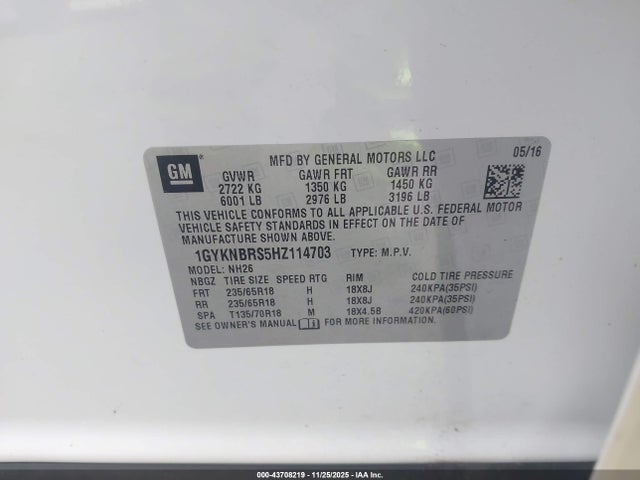 GM
MFD BY GENERAL MOTORS LLC 05/16
GVWR GAWR FRT GAWR RR
2722 KG 1350 KG 1450 KG
6001 LB 2976 LB 3196 LB
THIS VEHICLE CONFORMS TO ALL APPLICABLE U.S. FEDERAL MOTOR
VEHICLE SAFETY STANDARDS IN EFFECT ON THE DATE OF
MANUFACTURE SHOWN ABOVE.
1GYKNBRS5HZ114703 TYPE: M.P.V.
MODEL: NH26
NBGZ TIRE SIZE SPEED RTG RIM COLD TIRE PRESSURE
FRT 235/65R18 H 18X8J 240KPA(35PSI)
RR 235/65R18 H 18X8J 240KPA(35PSI)
SPA T135/70R18 M 18X4.5B 420KPA(60PSI)
SEE OWNER'S MANUAL FOR MORE INFORMATION.
000-43708219 - 11/25/2025 - IAA Inc.